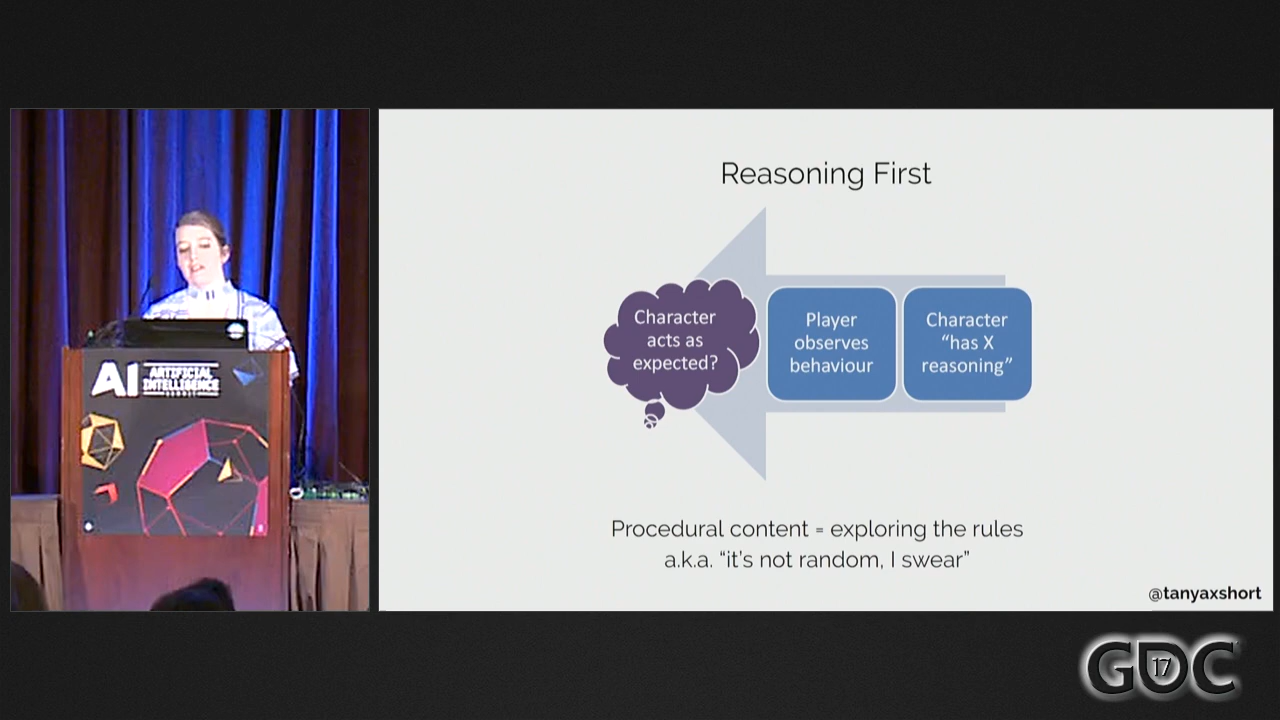 AI ARTIFICIAL
INTELLIGENCE
Reasoning First
Character
acts as
expected?
Player
observes
behaviour
Character
“has X
reasoning”
Procedural content = exploring the rules
a.k.a. “it’s not random, I swear”
@tanyaxshort
GDC
17